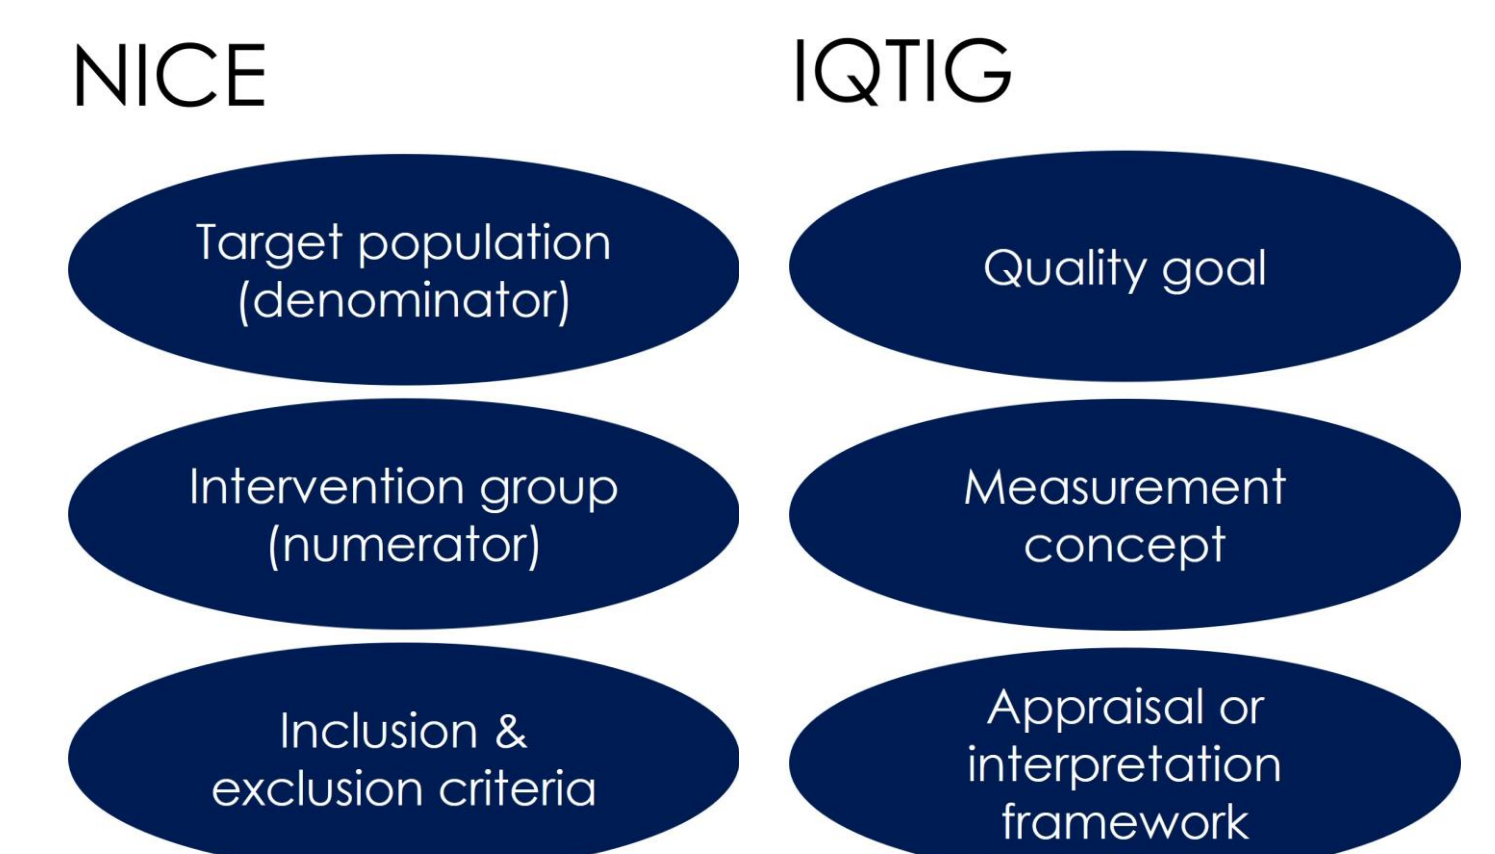 NICE
Target population
(denominator)
Intervention group
(numerator)
Inclusion &
exclusion criteria
IQTIG
Quality goal
Measurement
concept
Appraisal or
interpretation
framework